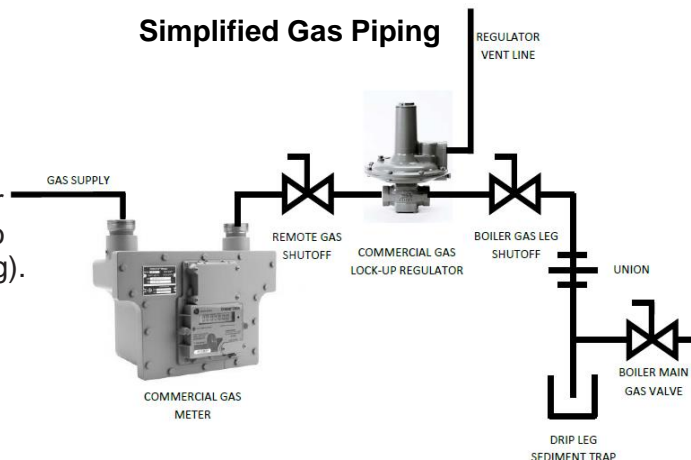 Simplified Gas Piping
REGULATOR
VENT LINE
GAS SUPPLY
g).
REMOTE GAS
SHUTOFF
COMMERCIAL GAS
LOCK-UP REGULATOR
BOILER GAS LEG
SHUTOFF
UNION
COMMERCIAL GAS
METER
BOILER MAIN
GAS VALVE
DRIP LEG
SEDIMENT TRAP